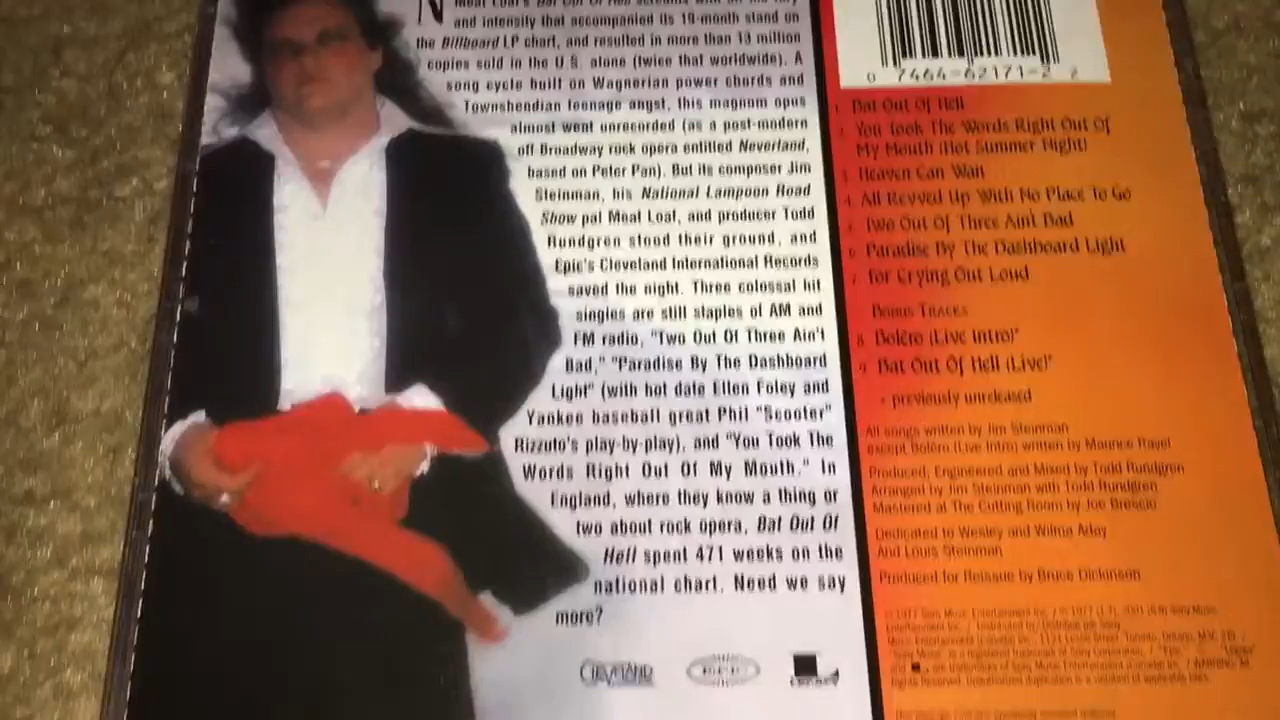 and intensity that accompanied its 19-month stand on
the Billboard LP chart, and resulted in more than 13 million
copies sold in the U.S. alone (twice that worldwide). A
song cycle built on Wagnerian power chords and
Townshendian teenage angst, this magnum opus
almost went unrecorded (as a post-modern
off Broadway rock opera entitled Neverland,
based on Peter Pan). But its composer Jim
Steinman, his National Lampoon Road
Show pal Meat Loaf, and producer Todd
Rundgren stood their ground, and
Epic's Cleveland International Records
saved the night. Three colossal hit
singles are still staples of AM and
FM radio, "Two Out Of Three Ain't
Bad," "Paradise By The Dashboard
Light" (with hot date Ellen Foley and
Yankee baseball great Phil "Scooter"
Rizzuto's play-by-play), and "You Took The
Words Right Out Of My Mouth." In
England, where they know a thing or
two about rock opera, Bat Out Of
Hell spent 471 weeks on the
national chart. Need we say
more?
CLEVELAND
EPIC
LEGACY
0 7464-62171-2 2
1 Bat Out Of Hell
2 You Took The Words Right Out Of
My Mouth (Hot Summer Night)
3 Heaven Can Wait
4 All Revved Up With No Place To Go
5 Two Out Of Three Ain't Bad
6 Paradise By The Dashboard Light
7 For Crying Out Loud
Bonus Tracks
8 Boléro (Live Intro)*
9 Bat Out Of Hell (Live)*
* previously unreleased
All songs written by Jim Steinman
except Boléro (Live Intro) written by Maurice Ravel
Produced, Engineered and Mixed by Todd Rundgren
Arranged by Jim Steinman with Todd Rundgren
Mastered at The Cutting Room by Joe Brescio
Dedicated to Wesley and Wilma Aday
And Louis Steinman
Produced for Reissue by Bruce Dickinson